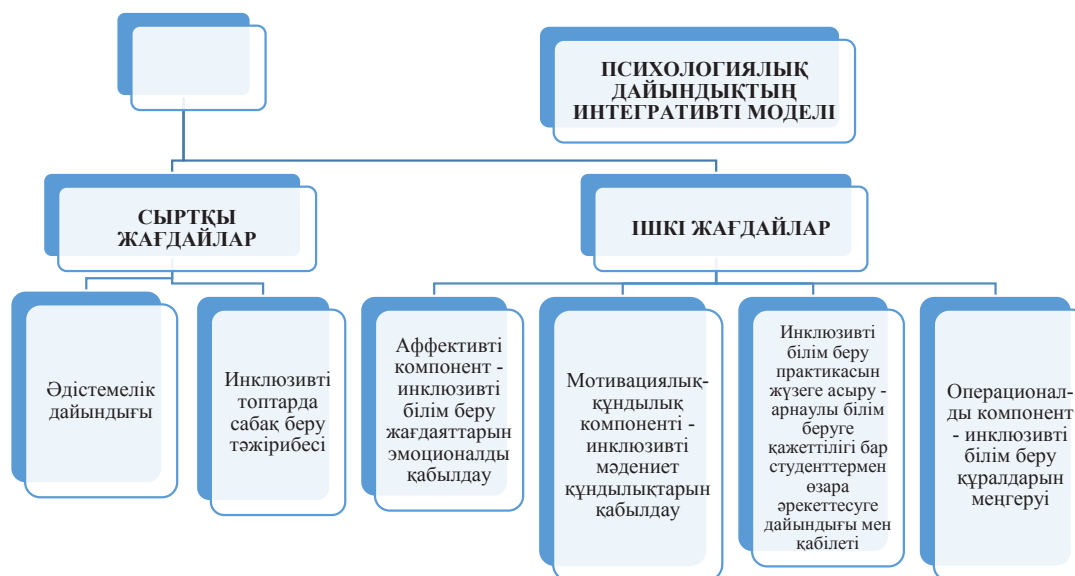 ПСИХОЛОГИЯЛЫҚ
ДАЙЫНДЫҚТЫҢ
ИНТЕГРАТИВТІ МОДЕЛІ
СЫРТҚЫ
ЖАҒДАЙЛАР
ІШКІ ЖАҒДАЙЛАР
Әдістемелік
дайындығы
Инклюзивті
топтарда
сабақ беру
тәжірибесі
Аффективті
компонент -
инклюзивті
білім беру
жағдаяттарын
эмоционалды
қабылдау
Мотивациялық-
құндылық
компоненті -
инклюзивті
мәдениет
құндылықтарын
қабылдау
Инклюзивті
білім беру
практикасын
жүзеге асыру -
арнаулы білім
беруге
қажеттілігі бар
студенттермен
өзара
әрекеттесуге
дайындығы мен
қабілеті
Операционал-
ды компонент
- инклюзивті
білім беру
құралдарын
меңгеруі